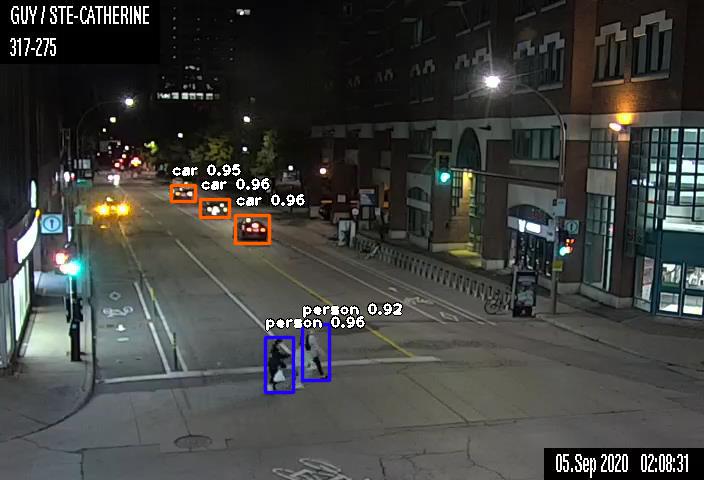 GUY / STE-CATHERINE
317-275
car 0.95
car 0.96
car 0.96
person 0.92
person 0.96
05.Sep 2020 02:08:31